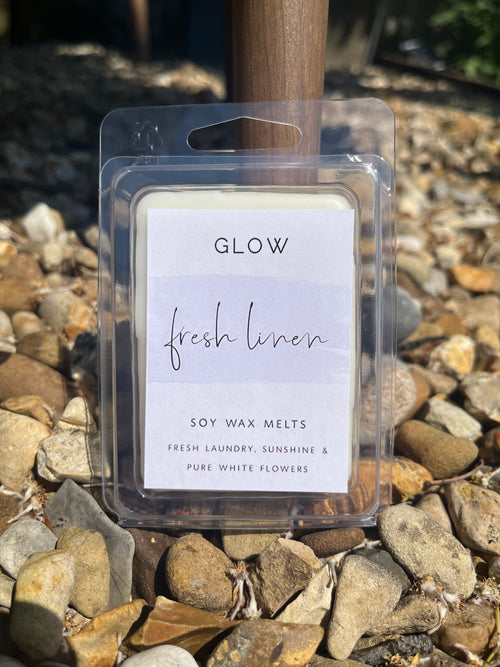 GLOW
fresh linen
SOY WAX MELTS
FRESH LAUNDRY, SUNSHINE &
PURE WHITE FLOWERS